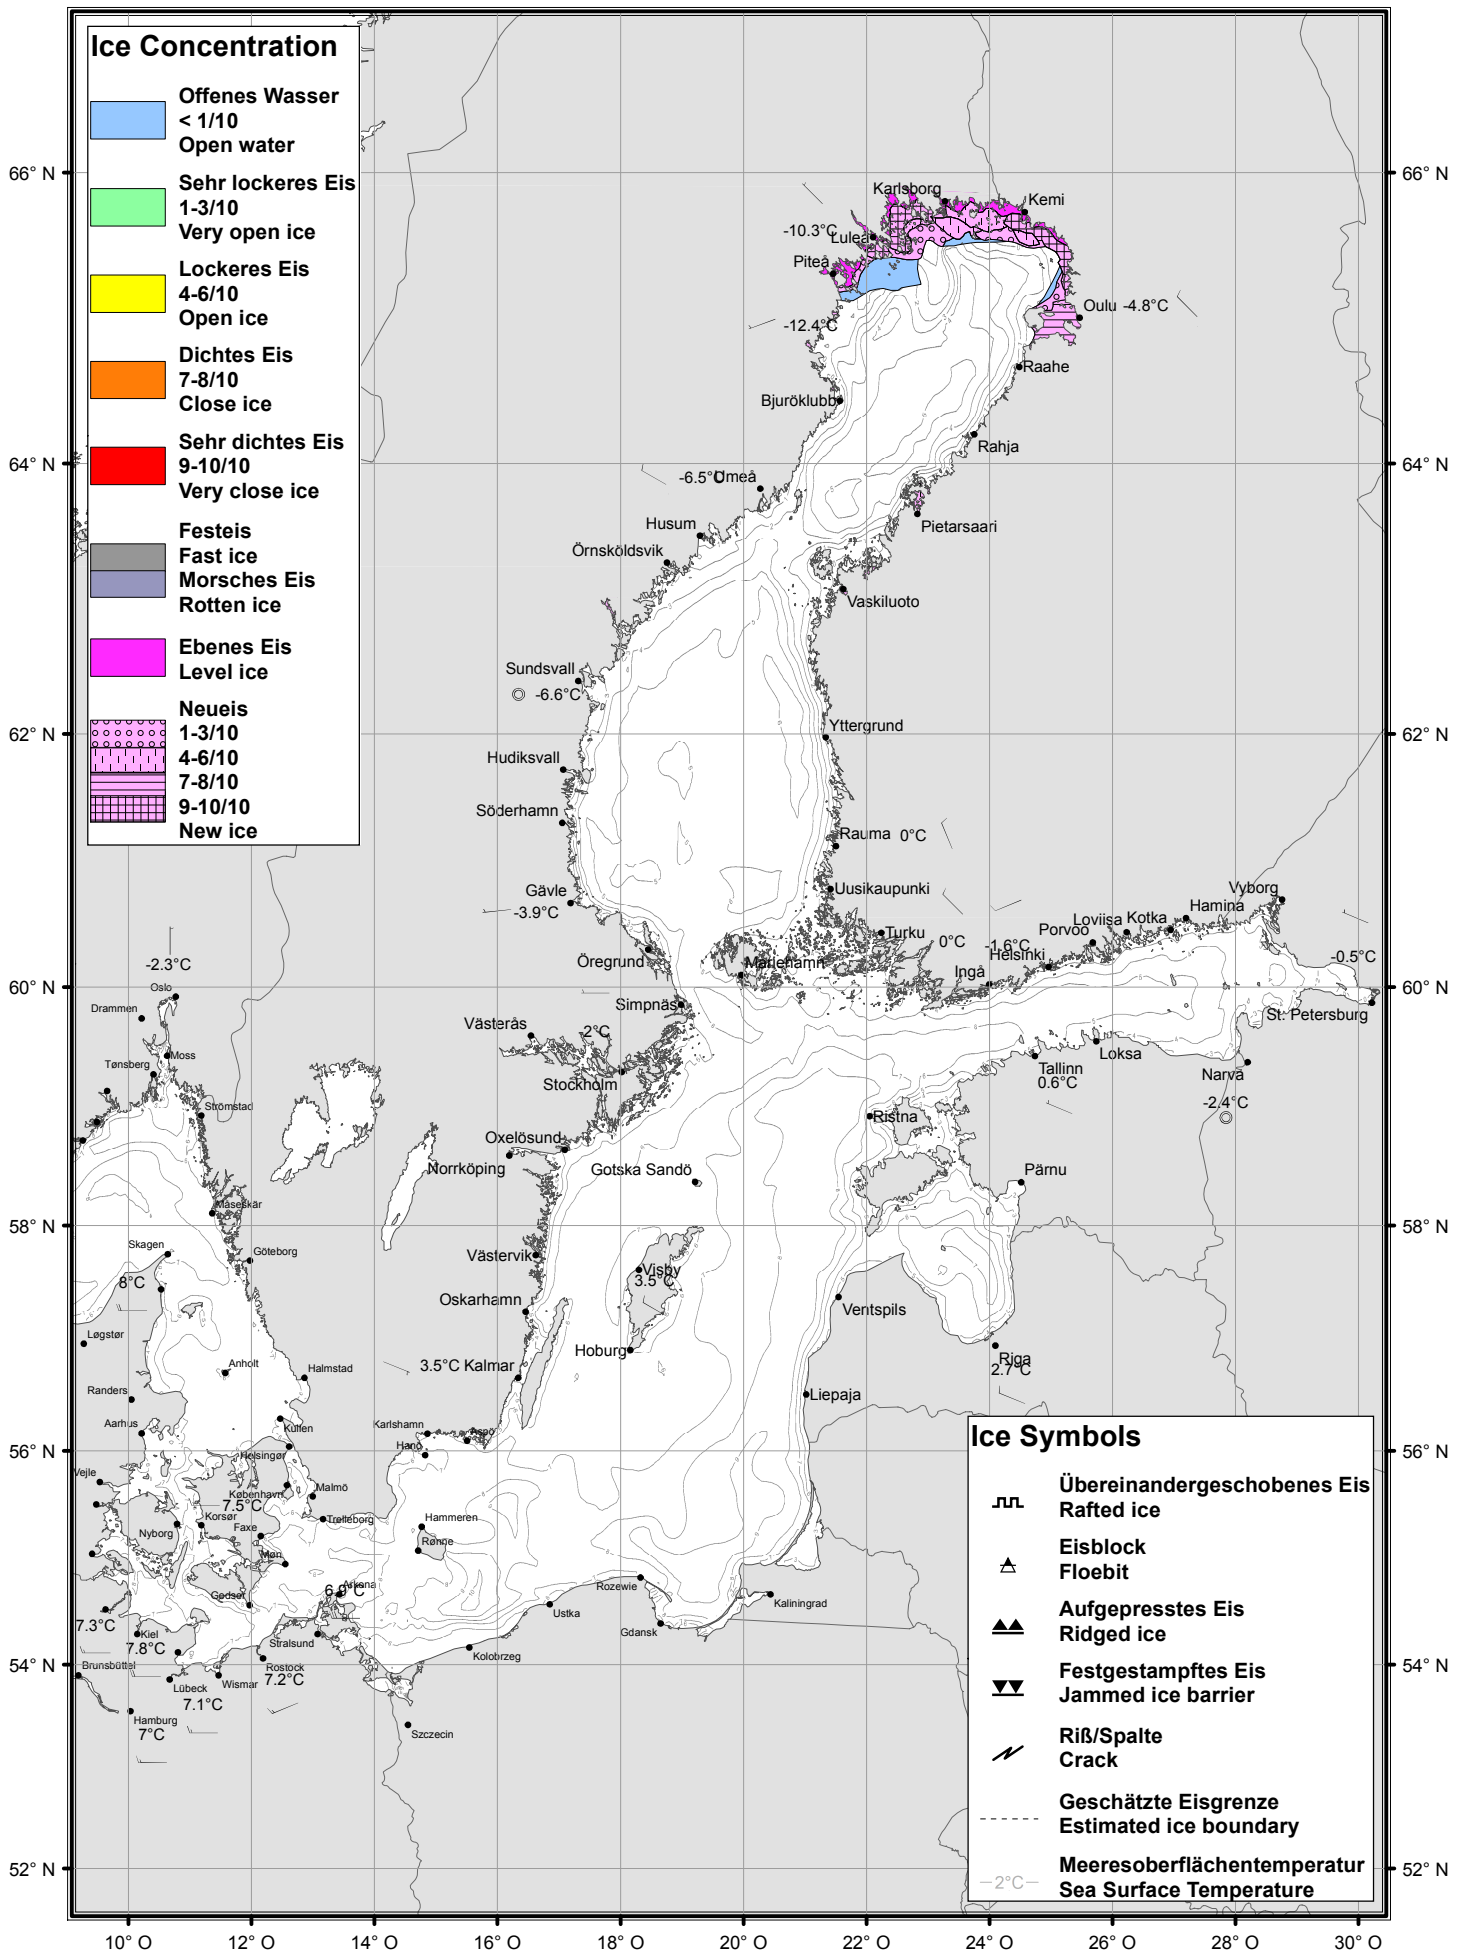 Ice Concentration
Offenes Wasser
< 1/10
Open water
Sehr lockeres Eis
1-3/10
Very open ice
Lockeres Eis
4-6/10
Open ice
Dichtes Eis
7-8/10
Close ice
Sehr dichtes Eis
9-10/10
Very close ice
Festeis
Fast ice
Morsches Eis
Rotten ice
Ebenes Eis
Level ice
Neueis
1-3/10
4-6/10
7-8/10
9-10/10
New ice
66° N
66° N
64° N
64° N
62° N
62° N
60° N
60° N
58° N
58° N
56° N
56° N
54° N
54° N
52° N
52° N
Karlsborg
Kemi
-10.3°C
Luleå
Piteå
Oulu -4.8°C
-12.4°C
Raahe
Bjuröklubb
Rahja
-6.5°C
Umeå
Pietarsaari
Husum
Örnsköldsvik
Vaskiluoto
Sundsvall
-6.6°C
Yttergrund
Hudiksvall
Söderhamn
Rauma 0°C
Gävle
-3.9°C
Uusikaupunki
Vyborg
Hamina
Loviisa Kotka
Porvoo
Turku
0°C
-1.6°C
Helsinki
-0.5°C
Öregrund
Mariehamn
Ingå
-2.3°C
Oslo
Drammen
Simpnäs
St. Petersburg
Västerås
-2°C
Moss
Tønsberg
Stockholm
Tallinn
0.6°C
Loksa
Narva
-2.4°C
Strömstad
Ristna
Oxelösund
Norrköping
Gotska Sandö
Pärnu
Måseskär
Skagen
Göteborg
8°C
Västervik
Visby
3.5°C
Oskarhamn
Ventspils
Løgstør
Hoburg
Riga
2.7°C
Anholt
Halmstad
3.5°C Kalmar
Randers
Liepaja
Aarhus
Kullen
Karlshamn
Aspö
Hanö
Helsingør
Vejle
København
7.5°C
Malmö
Korsør
Nyborg
Faxe
Trelleborg
Hammeren
Rønne
Møn
Gedser
6.9°C
Arkona
Rozewie
Kaliningrad
Ustka
Gdansk
7.3°C
Kiel
7.8°C
Stralsund
Kolobrzeg
Brunsbüttel
Rostock
7.2°C
Lübeck
Wismar
7.1°C
Hamburg
7°C
Szczecin
Ice Symbols
Übereinandergeschobenes Eis
Rafted ice
Eisblock
Floebit
Aufgepresstes Eis
Ridged ice
Festgestampftes Eis
Jammed ice barrier
Riß/Spalte
Crack
Geschätzte Eisgrenze
Estimated ice boundary
2°C
Meeresoberflächentemperatur
Sea Surface Temperature
10° O
12° O
14° O
16° O
18° O
20° O
22° O
24° O
26° O
28° O
30° O